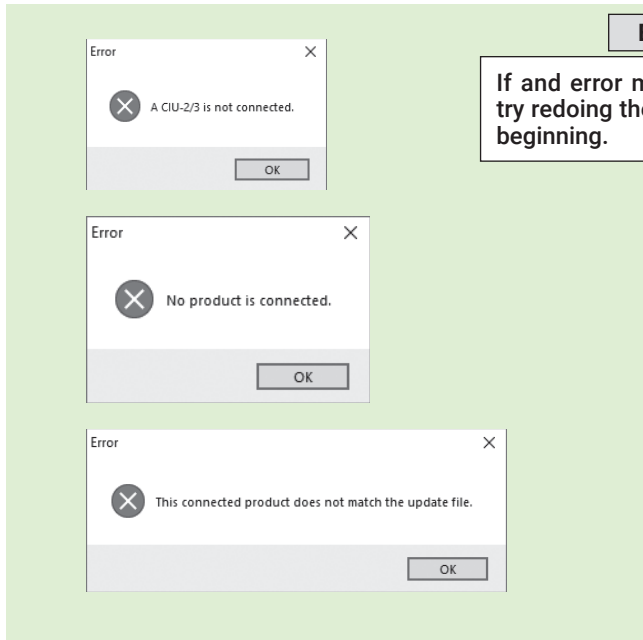 Error
A CIU-2/3 is not connected.
OK
Error
No product is connected.
OK
Error
This connected product does not match the update file.
OK
If and error
try redoing
beginning.